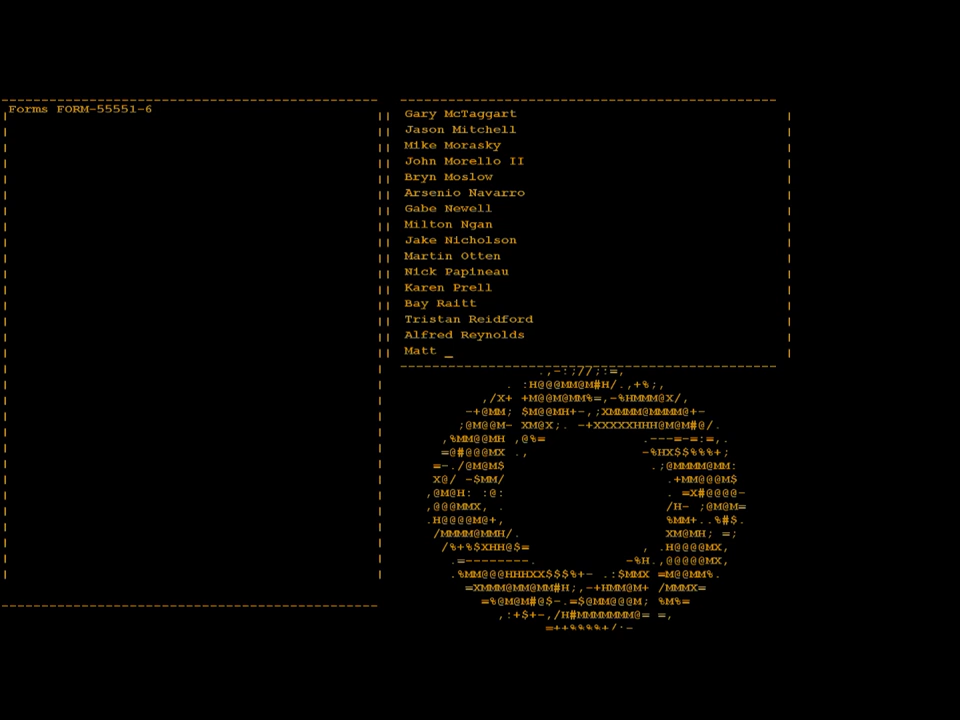 Forms FORM-55551-6
Gary McTaggart
Jason Mitchell
Mike Morasky
John Morello II
Bryn Moslow
Arsenio Navarro
Gabe Newell
Milton Ngan
Jake Nicholson
Martin Otten
Nick Papineau
Karen Prell
Bay Raitt
Tristan Reidford
Alfred Reynolds
Matt _